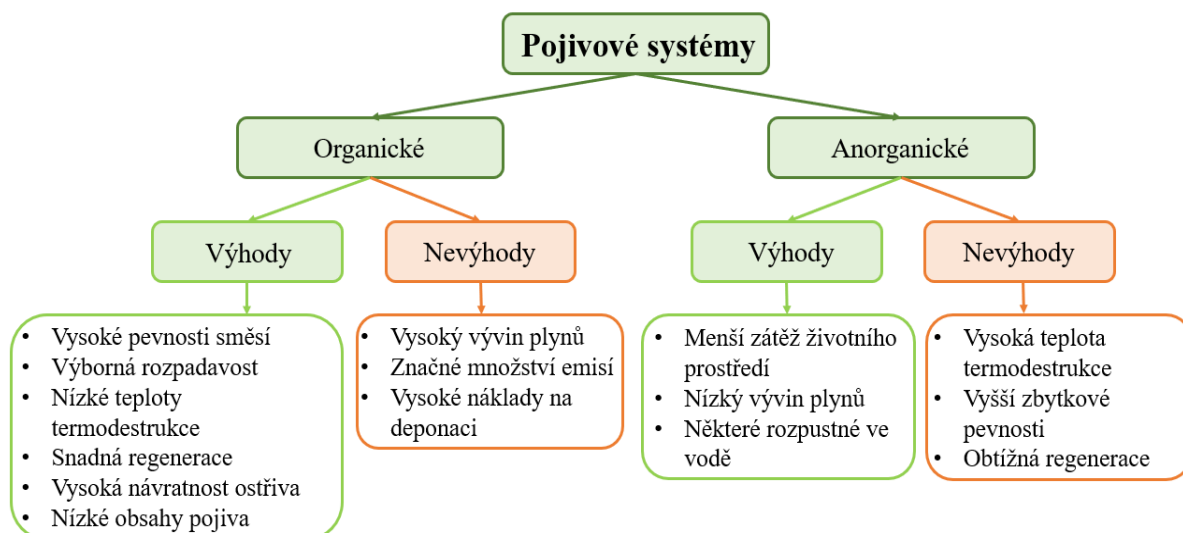 Pojivové systémy
Organické
Anorganické
Výhody
Nevýhody
Výhody
Nevýhody
• Vysoké pevnosti směsí
• Výborná rozpadavost
• Nízké teploty
termodestrukce
• Snadná regenerace
• Vysoká návratnost ostřiva
• Nízké obsahy pojiva
• Vysoký vývin plynů
• Značné množství emisí
• Vysoké náklady na
deponaci
• Menší zátěž životního
prostředí
• Nízký vývin plynů
• Některé rozpustné ve
vodě
• Vysoká teplota
termodestrukce
• Vyšší zbytkové
pevnosti
• Obtížná regenerace